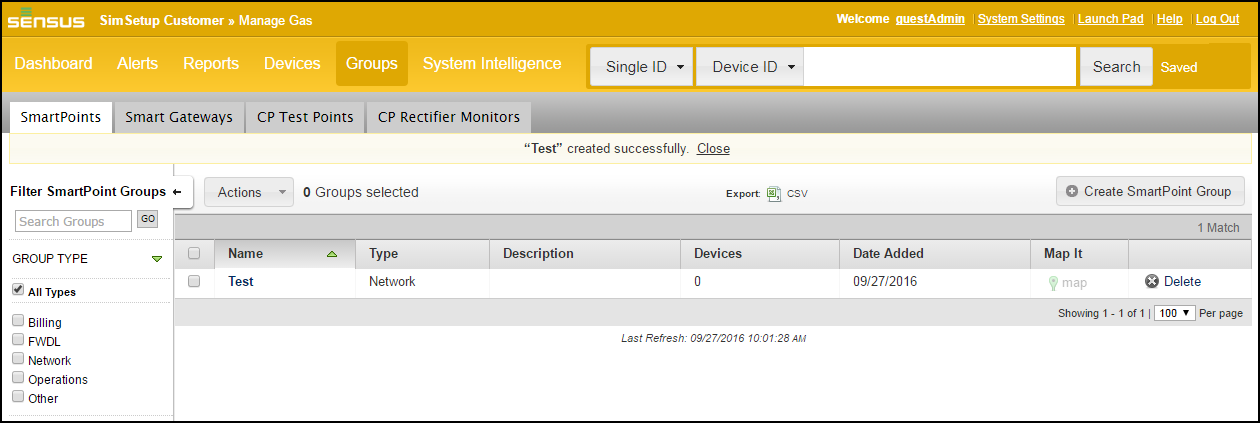 SENSUS SimSetup Customer » Manage Gas Welcome guestAdmin | System Settings | Launch Pad | Help | Log Out
Dashboard Alerts Reports Devices Groups System Intelligence Single ID Device ID Search Saved
SmartPoints Smart Gateways CP Test Points CP Rectifier Monitors
“Test” created successfully. Close
Filter SmartPoint Groups
Search Groups GO
GROUP TYPE
All Types
Billing
FWDL
Network
Operations
Other
Actions 0 Groups selected Export: CSV Create SmartPoint Group
1 Match
Name Type Description Devices Date Added Map It
Test Network 0 09/27/2016 map Delete
Showing 1 - 1 of 1 | 100 Per page
Last Refresh: 09/27/2016 10:01:28 AM